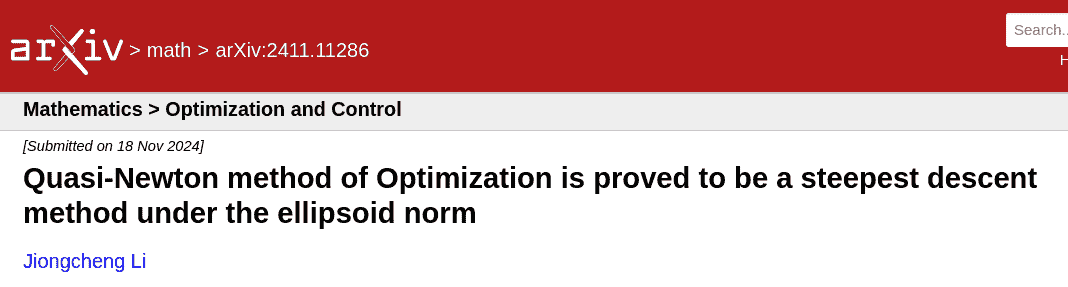 Search..
arXiv > math > arXiv:2411.11286
H
Mathematics > Optimization and Control
[Submitted on 18 Nov 2024]
Quasi-Newton method of Optimization is proved to be a steepest descent
method under the ellipsoid norm
Jiongcheng Li